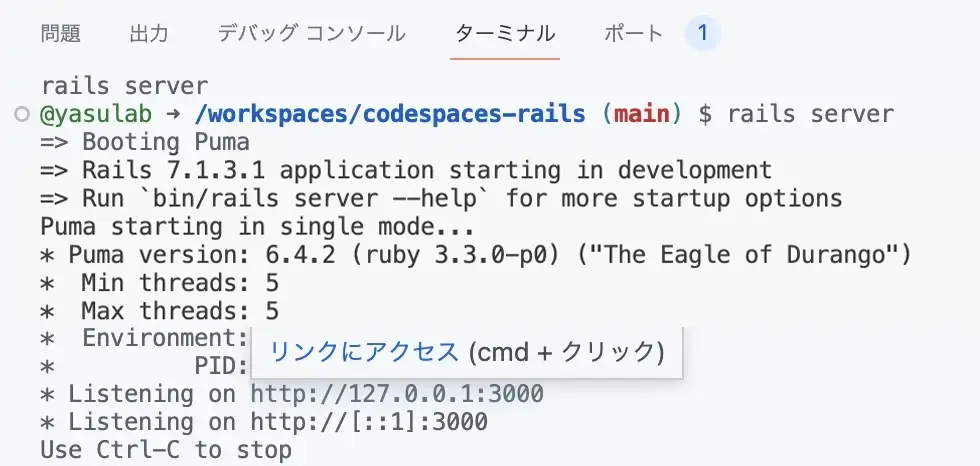 問題 出力 デバッグ コンソール ターミナル ポート 1
rails server
@yasulab → /workspaces/codespaces-rails (main) $ rails server
=> Booting Puma
=> Rails 7.1.3.1 application starting in development
=> Run `bin/rails server --help` for more startup options
Puma starting in single mode...
* Puma version: 6.4.2 (ruby 3.3.0-p0) ("The Eagle of Durango")
*  Min threads: 5
*  Max threads: 5
*  Environment:
リンクにアクセス (cmd + クリック)
*          PID:
* Listening on http://127.0.0.1:3000
* Listening on http://[::1]:3000
Use Ctrl-C to stop